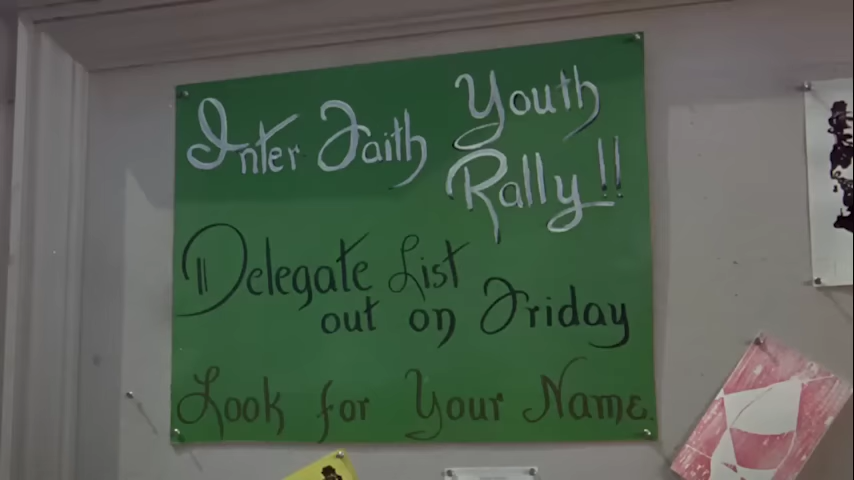 Inter Faith Youth
Rally!!
Delegate List
out on Friday
Look for Your Name.